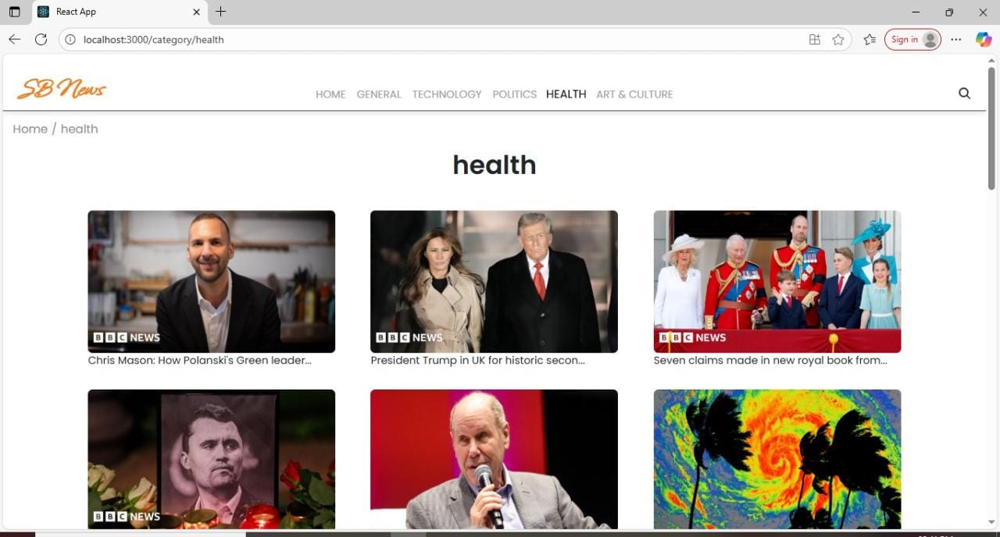 React App
localhost:3000/category/health
Sign in
SB News
HOME GENERAL TECHNOLOGY POLITICS HEALTH ART & CULTURE
Home / health
health
BBC NEWS
BBC NEWS
BBC NEWS
Chris Mason: How Polanski's Green leader...
President Trump in UK for historic secon...
Seven claims made in new royal book from...
BBC NEWS